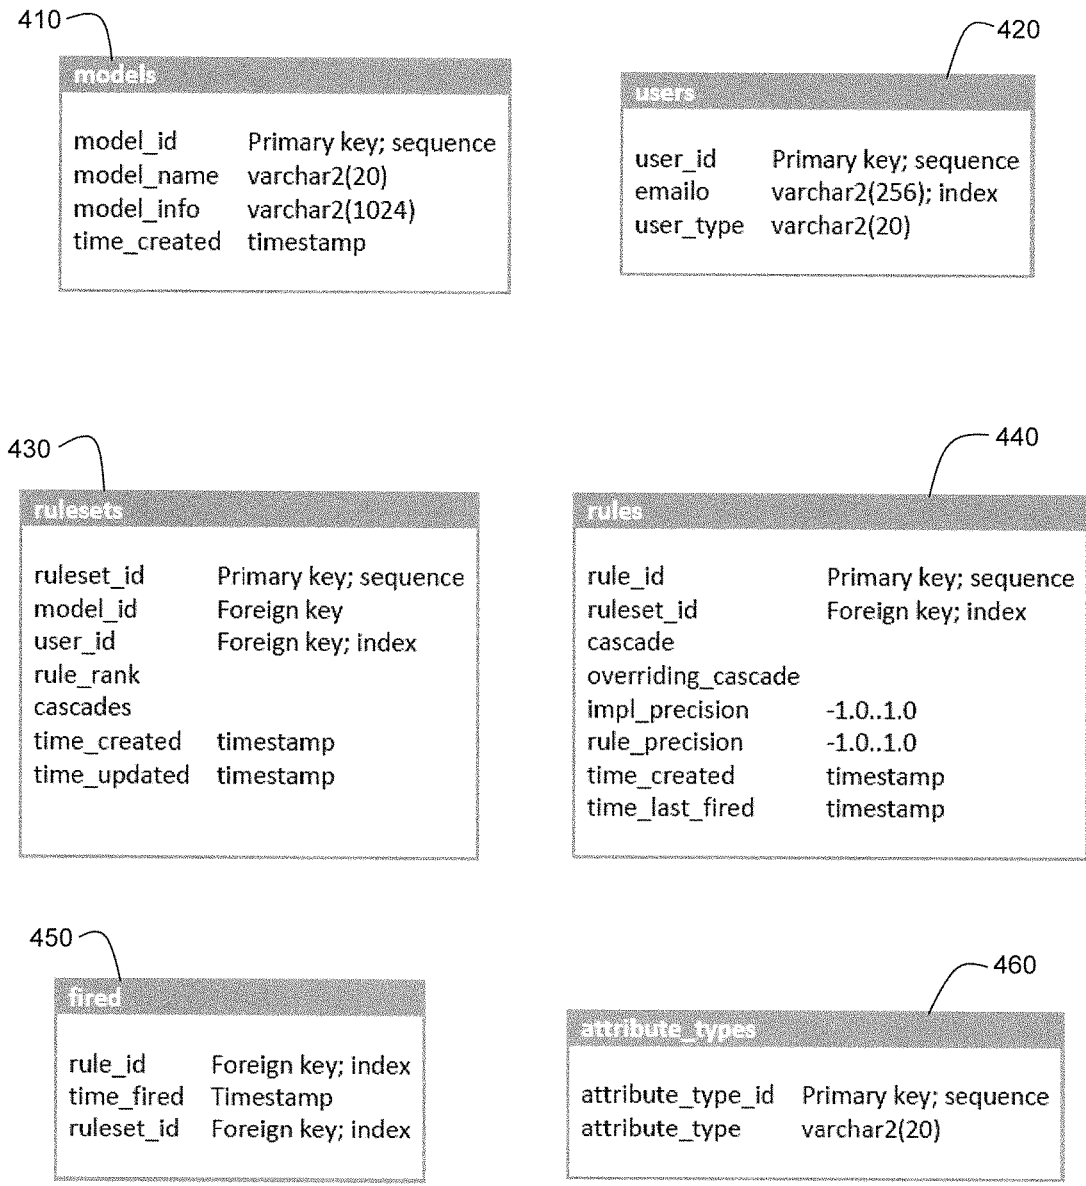 410
models
model_id Primary key; sequence
model_name varchar2(20)
model_info varchar2(1024)
time_created timestamp
420
users
user_id Primary key; sequence
emailo varchar2(256); index
user_type varchar2(20)
430
rulesets
ruleset_id Primary key; sequence
model_id Foreign key
user_id Foreign key; index
rule_rank
cascades
time_created timestamp
time_updated timestamp
440
rules
rule_id Primary key; sequence
ruleset_id Foreign key; index
cascade
overriding_cascade
impl_precision -1.0..1.0
rule_precision -1.0..1.0
time_created timestamp
time_last_fired timestamp
450
fired
rule_id Foreign key; index
time_fired Timestamp
ruleset_id Foreign key; index
460
attribute_types
attribute_type_id Primary key; sequence
attribute_type varchar2(20)